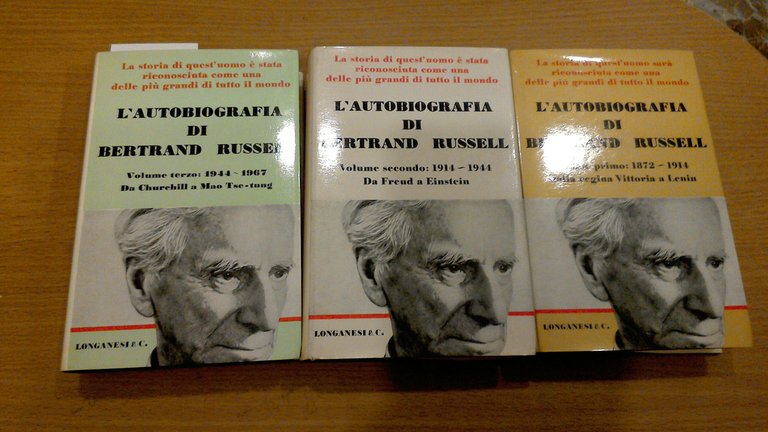 La storia di quest'uomo è stata
riconosciuta come una
delle più grandi di tutto il mondo
L'AUTOBIOGRAFIA
DI
BERTRAND RUSSELL
Volume terzo: 1944-1967
Da Churchill a Mao Tse-tung
LONGANESI & C.
La storia di quest'uomo è stata
riconosciuta come una
delle più grandi di tutto il mondo
L'AUTOBIOGRAFIA
DI
BERTRAND RUSSELL
Volume secondo: 1914-1944
Da Freud a Einstein
LONGANESI & C.
La storia di quest'uomo sarà
riconosciuta come una
delle più grandi di tutto il mondo
L'AUTOBIOGRAFIA
DI
BERTRAND RUSSELL
primo: 1872-1914
regina Vittoria a Lenin
LONGANESI & C.